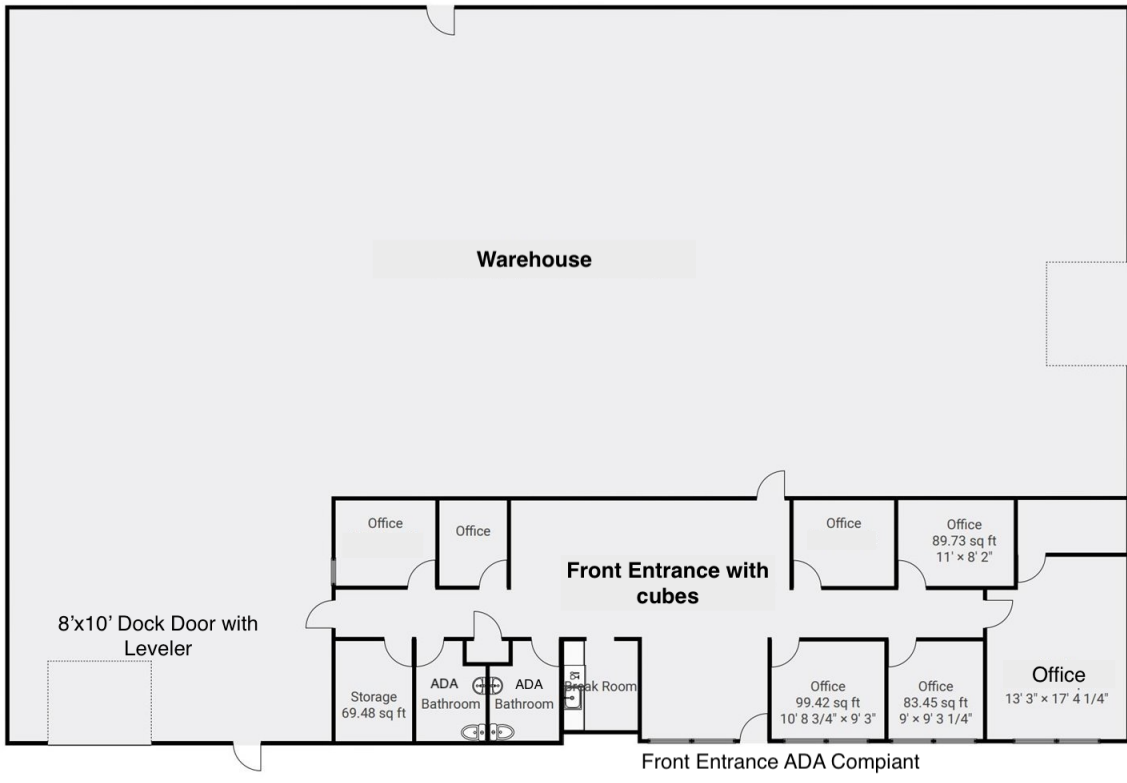 Warehouse
Office
Office
Office
Office
89.73 sq ft
11' × 8' 2"
Front Entrance with
cubes
8'x10' Dock Door with
Leveler
Storage
69.48 sq ft
ADA
Bathroom
ADA
Bathroom
Break Room
Office
99.42 sq ft
10' 8 3/4" × 9' 3"
Office
83.45 sq ft
9' × 9' 3 1/4"
Office
13' 3" × 17' 4 1/4"
Front Entrance ADA Compiant